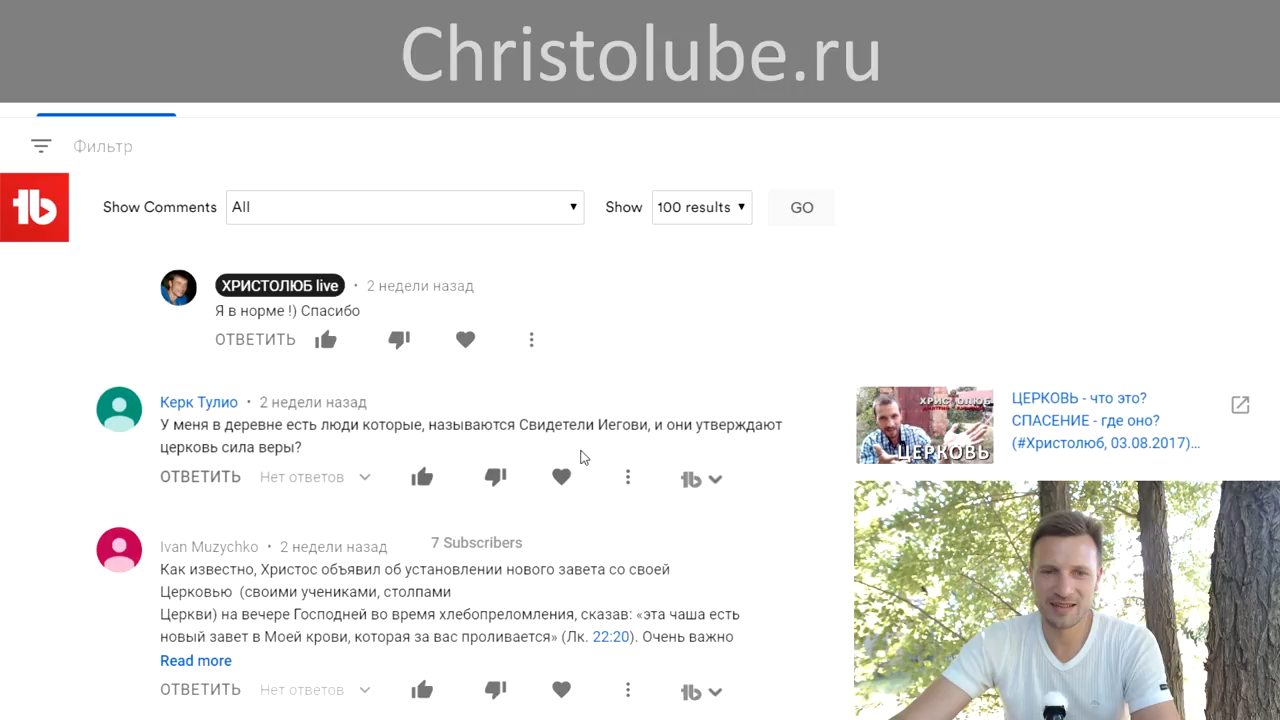 Christolube.ru
Фильтр
Show Comments
All
Show
100 results
GO
ХРИСТОЛЮБ live • 2 недели назад
Я в норме !) Спасибо
ОТВЕТИТЬ
Керк Тулио • 2 недели назад
У меня в деревне есть люди которые, называются Свидетели Иегови, и они утверждают
церковь сила веры?
ОТВЕТИТЬ Нет ответов
ХРИСТОЛЮБ
ЦЕРКОВЬ
ЦЕРКОВЬ - что это?
СПАСЕНИЕ - где оно?
(#Христолюб, 03.08.2017)...
Ivan Muzychko • 2 недели назад 7 Subscribers
Как известно, Христос объявил об установлении нового завета со своей
Церковью (своими учениками, столпами
Церкви) на вечере Господней во время хлебопреломления, сказав: «эта чаша есть
новый завет в Моей крови, которая за вас проливается» (Лк. 22:20). Очень важно
Read more
ОТВЕТИТЬ Нет ответов